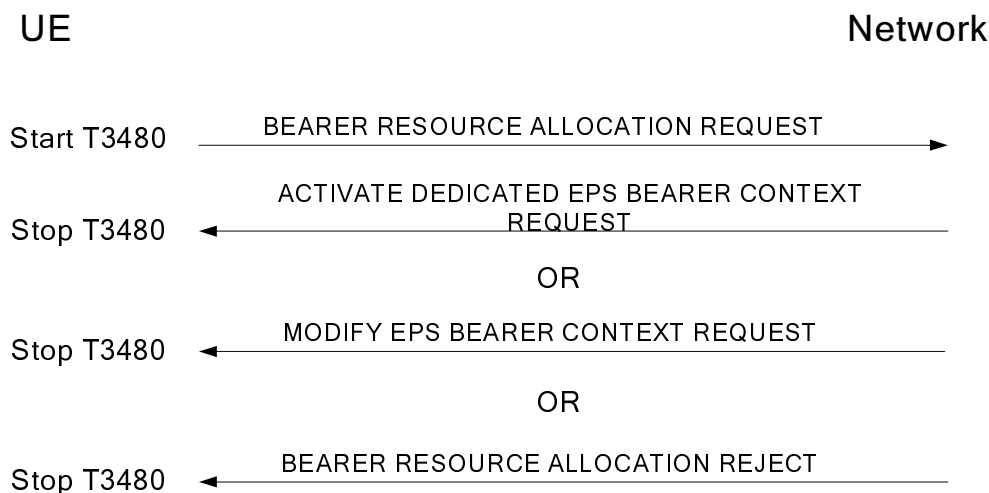 UE
Network
Start T3480
BEARER RESOURCE ALLOCATION REQUEST
ACTIVATE DEDICATED EPS BEARER CONTEXT
REQUEST
Stop T3480
OR
MODIFY EPS BEARER CONTEXT REQUEST
Stop T3480
OR
BEARER RESOURCE ALLOCATION REJECT
Stop T3480